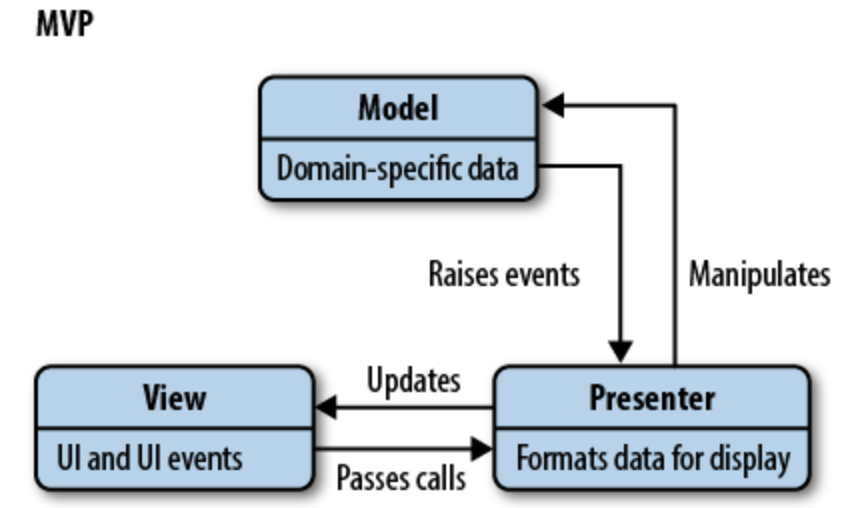 MVP
Model
Domain-specific data
Raises events
Manipulates
Updates
View
Presenter
UI and UI events
Formats data for display
Passes calls